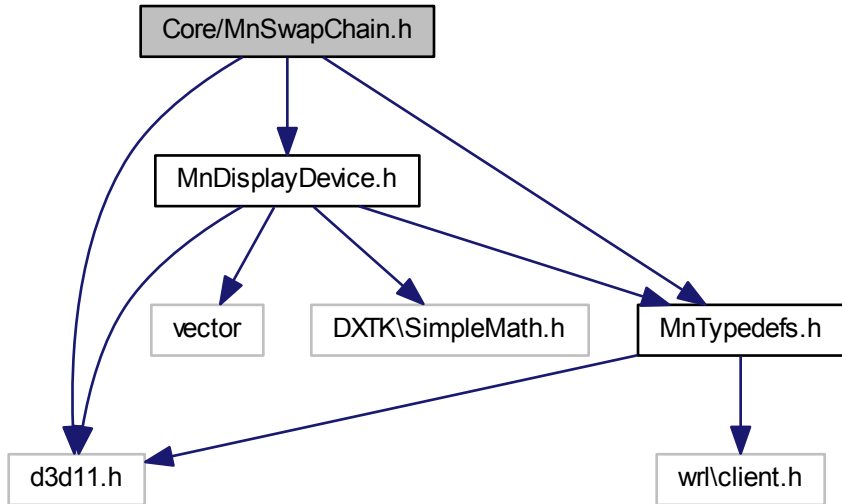 Core/MnSwapChain.h
MnDisplayDevice.h
vector
DXTK\SimpleMath.h
MnTypedefs.h
d3d11.h
wrl\client.h